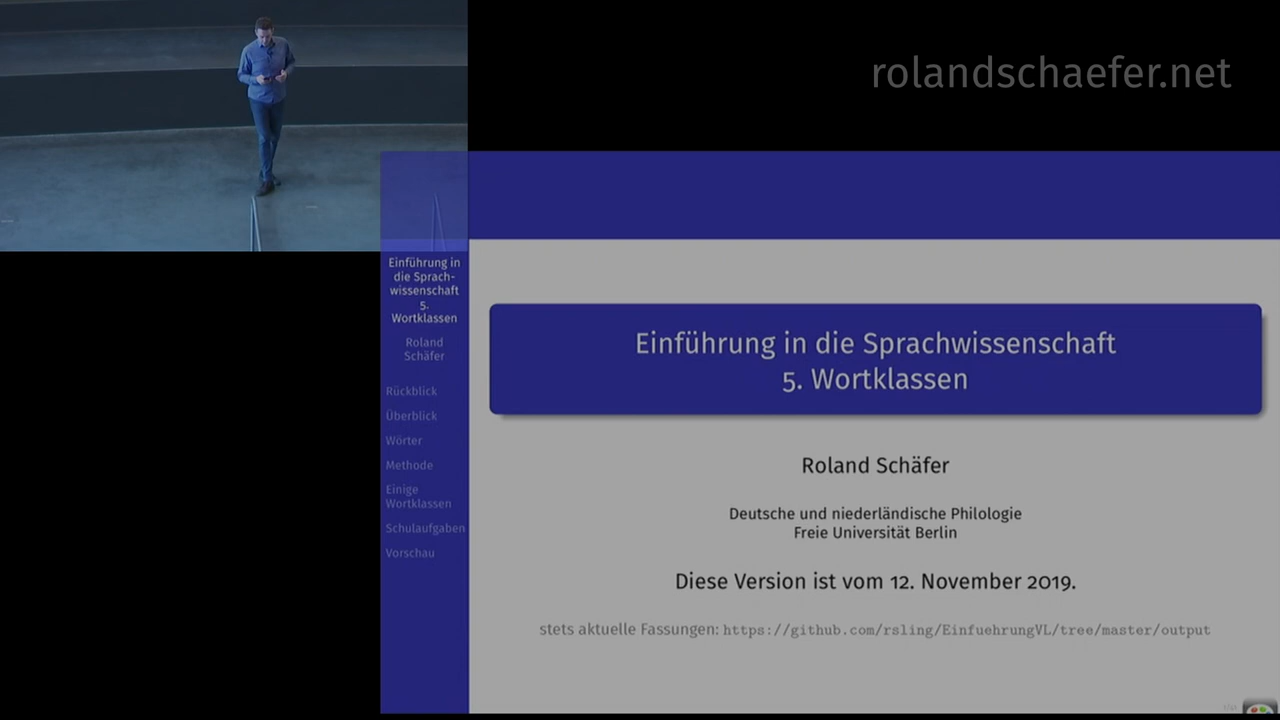 rolandschaefer.net
Einführung in
die Sprach-
wissenschaft
5.
Wortklassen
Roland
Schäfer
Rückblick
Überblick
Wörter
Methode
Einige
Wortklassen
Schulaufgaben
Vorschau
Einführung in die Sprachwissenschaft
5. Wortklassen
Roland Schäfer
Deutsche und niederländische Philologie
Freie Universität Berlin
Diese Version ist vom 12. November 2019.
stets aktuelle Fassungen: https://github.com/rsling/EinfuehrungVL/tree/master/output